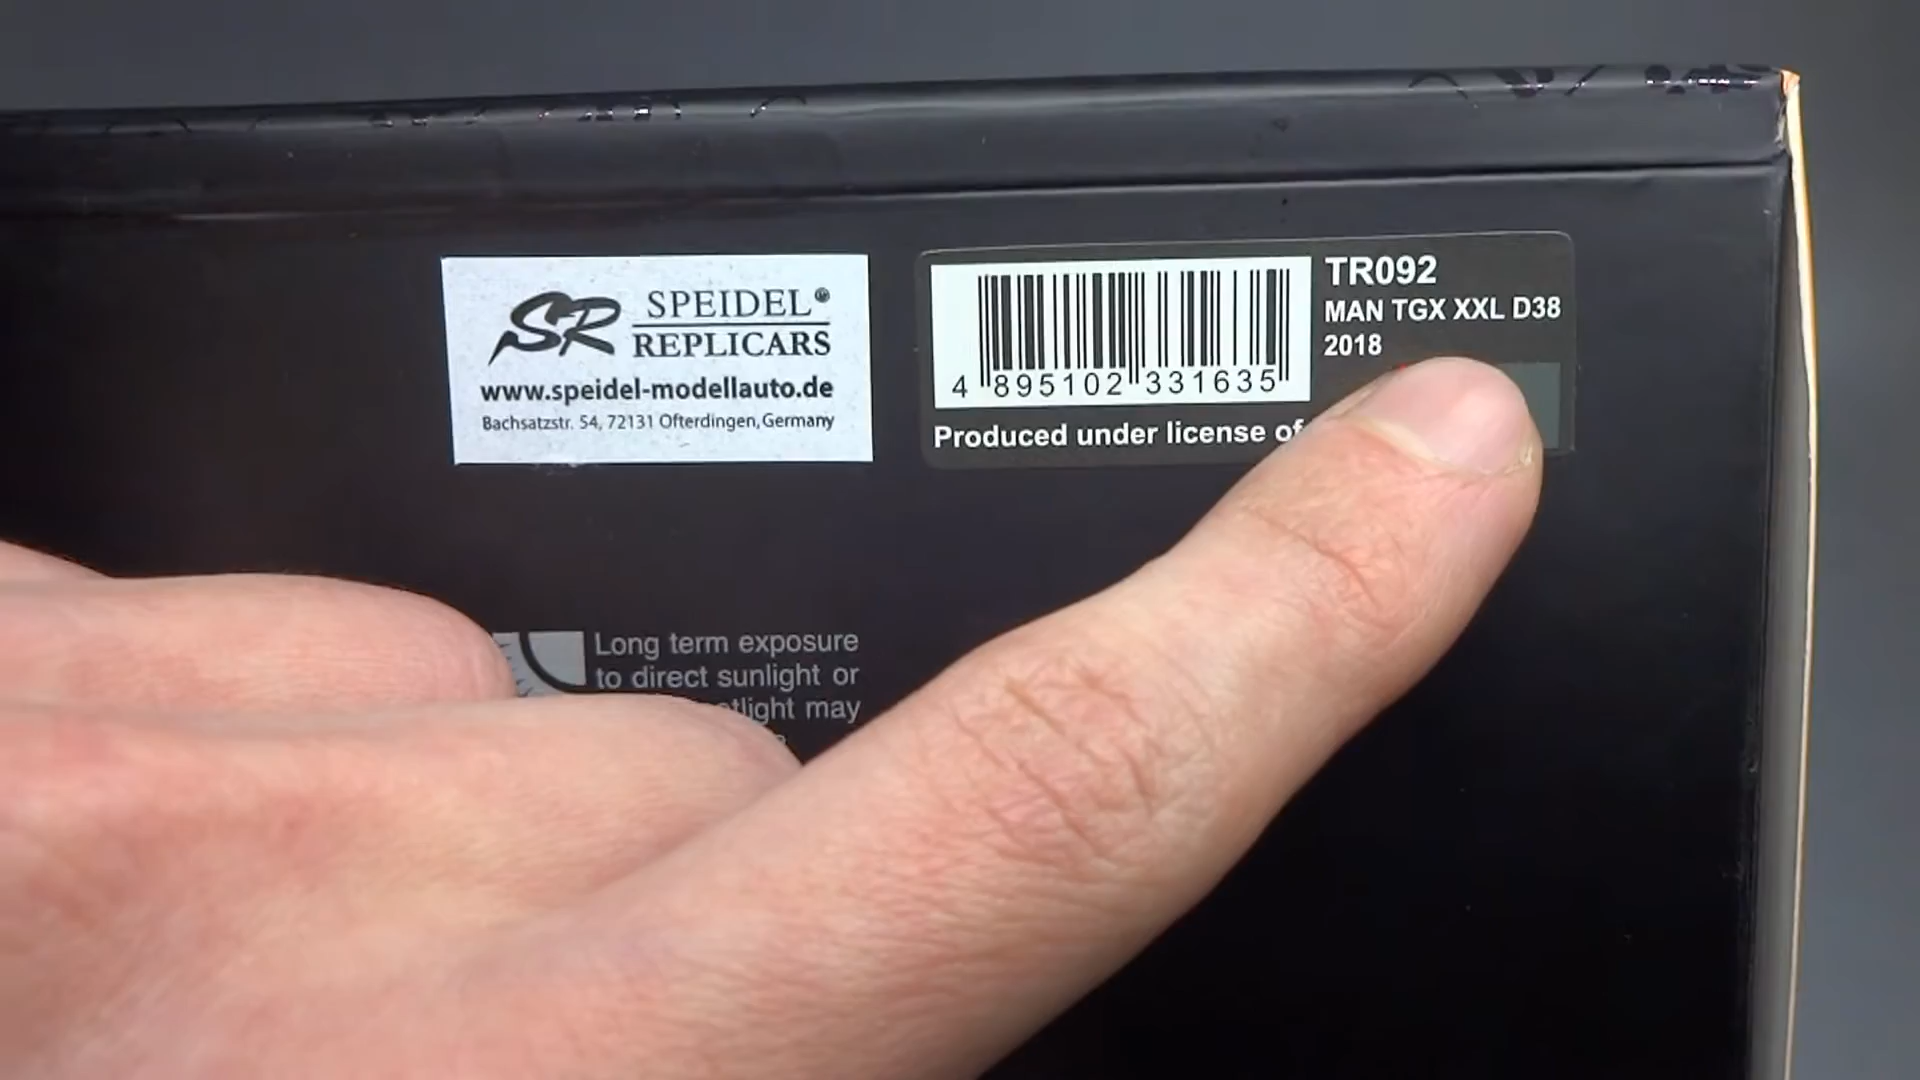 SR SPEIDEL®
REPLICARS
www.speidel-modellauto.de
Bachsatzstr. 54, 72131 Ofterdingen, Germany
TR092
MAN TGX XXL D38
2018
4 895102 331635
Produced under license of
Long term exposure
to direct sunlight or
may